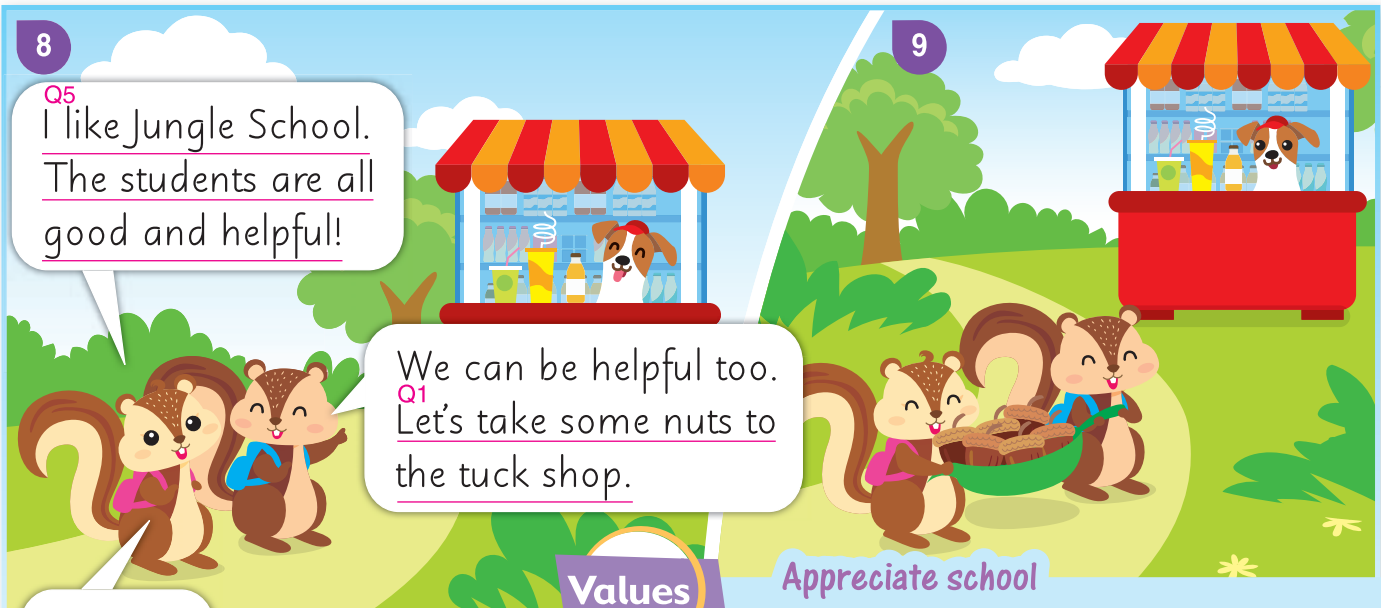 8
Q5
I like Jungle School.
The students are all
good and helpful!
We can be helpful too.
Q1
Let's take some nuts to
the tuck shop.
9
Values
Appreciate school